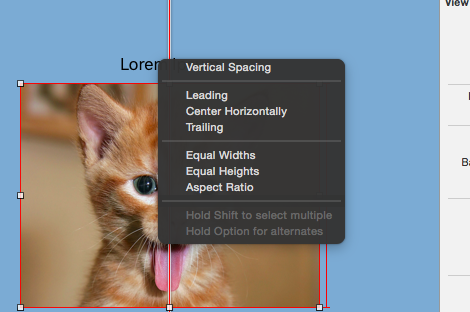 View
Lorem
Vertical Spacing
Leading
Center Horizontally
Trailing
Equal Widths
Equal Heights
Aspect Ratio
Hold Shift to select multiple
Hold Option for alternates